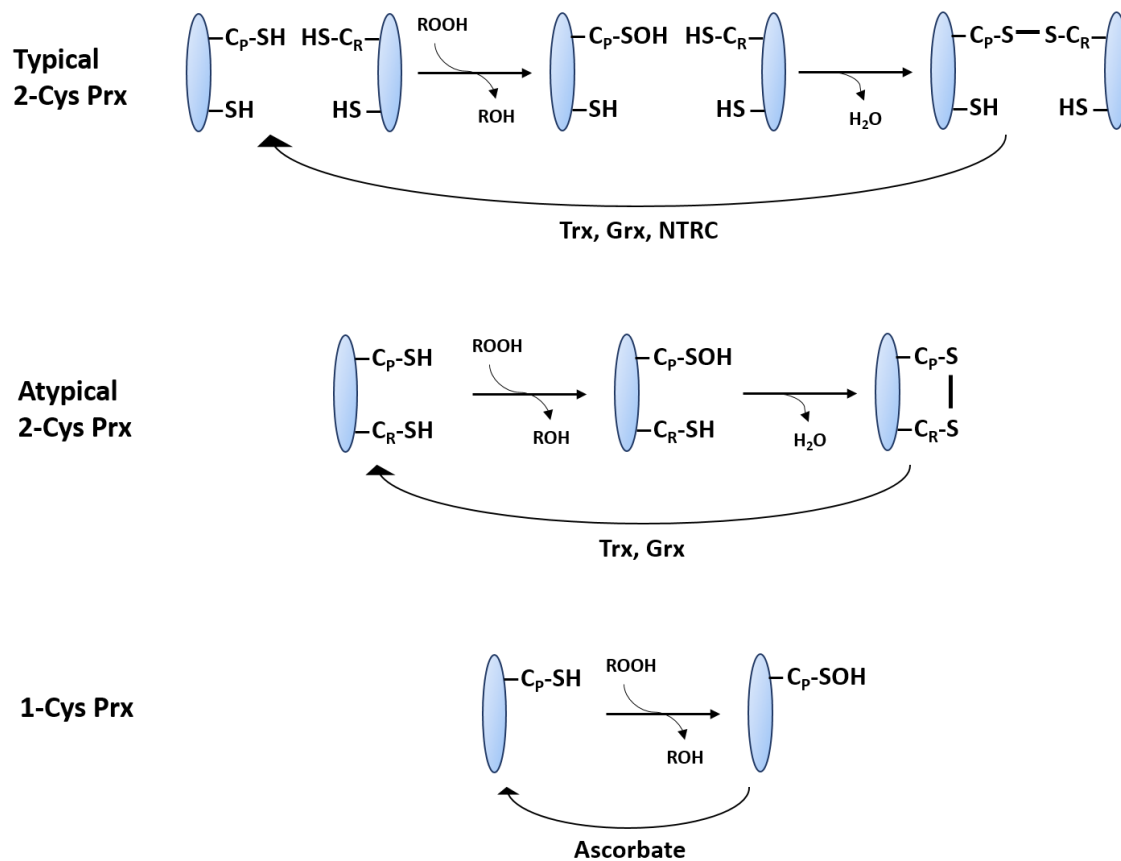 Typical
2-Cys Prx
C_P-SH HS-C_R
SH HS
ROOH
ROH
C_P-SOH HS-C_R
SH HS
H₂O
C_P-S S-C_R
SH HS
Trx, Grx, NTRC
Atypical
2-Cys Prx
C_P-SH
C_R-SH
ROOH
ROH
C_P-SOH
C_R-SH
H₂O
C_P-S
C_R-S
Trx, Grx
1-Cys Prx
C_P-SH
ROOH
ROH
C_P-SOH
Ascorbate